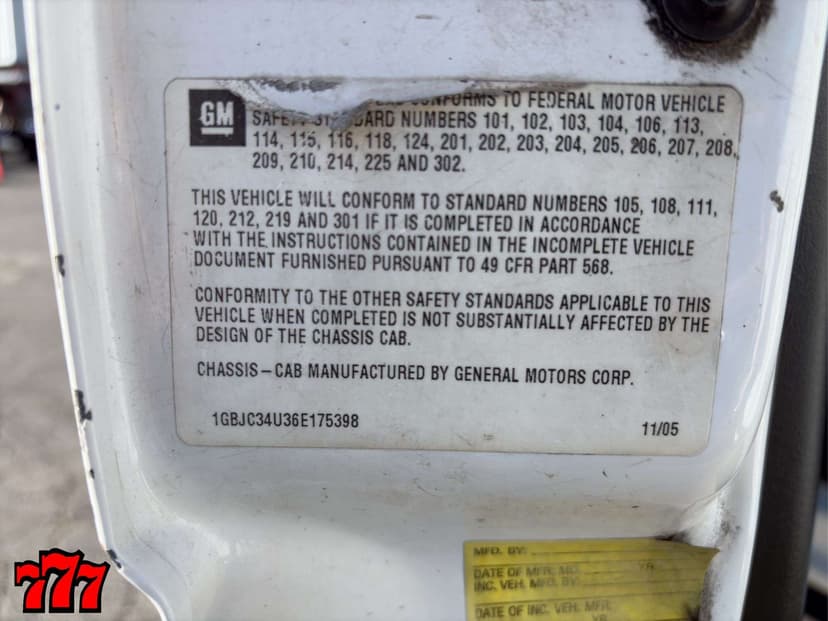 GM
CONFORMS TO FEDERAL MOTOR VEHICLE
SAFETY STANDARD NUMBERS 101, 102, 103, 104, 106, 113,
114, 115, 116, 118, 124, 201, 202, 203, 204, 205, 206, 207, 208,
209, 210, 214, 225 AND 302.
THIS VEHICLE WILL CONFORM TO STANDARD NUMBERS 105, 108, 111,
120, 212, 219 AND 301 IF IT IS COMPLETED IN ACCORDANCE
WITH THE INSTRUCTIONS CONTAINED IN THE INCOMPLETE VEHICLE
DOCUMENT FURNISHED PURSUANT TO 49 CFR PART 568.
CONFORMITY TO THE OTHER SAFETY STANDARDS APPLICABLE TO THIS
VEHICLE WHEN COMPLETED IS NOT SUBSTANTIALLY AFFECTED BY THE
DESIGN OF THE CHASSIS CAB.
CHASSIS-CAB MANUFACTURED BY GENERAL MOTORS CORP.
1GBJC34U36E175398 11/05
MFD. BY:
DATE OF MFR. MO. YR.
INC. VEH. MFD. BY:
DATE OF INC. VEH. MFR.
YR.
777